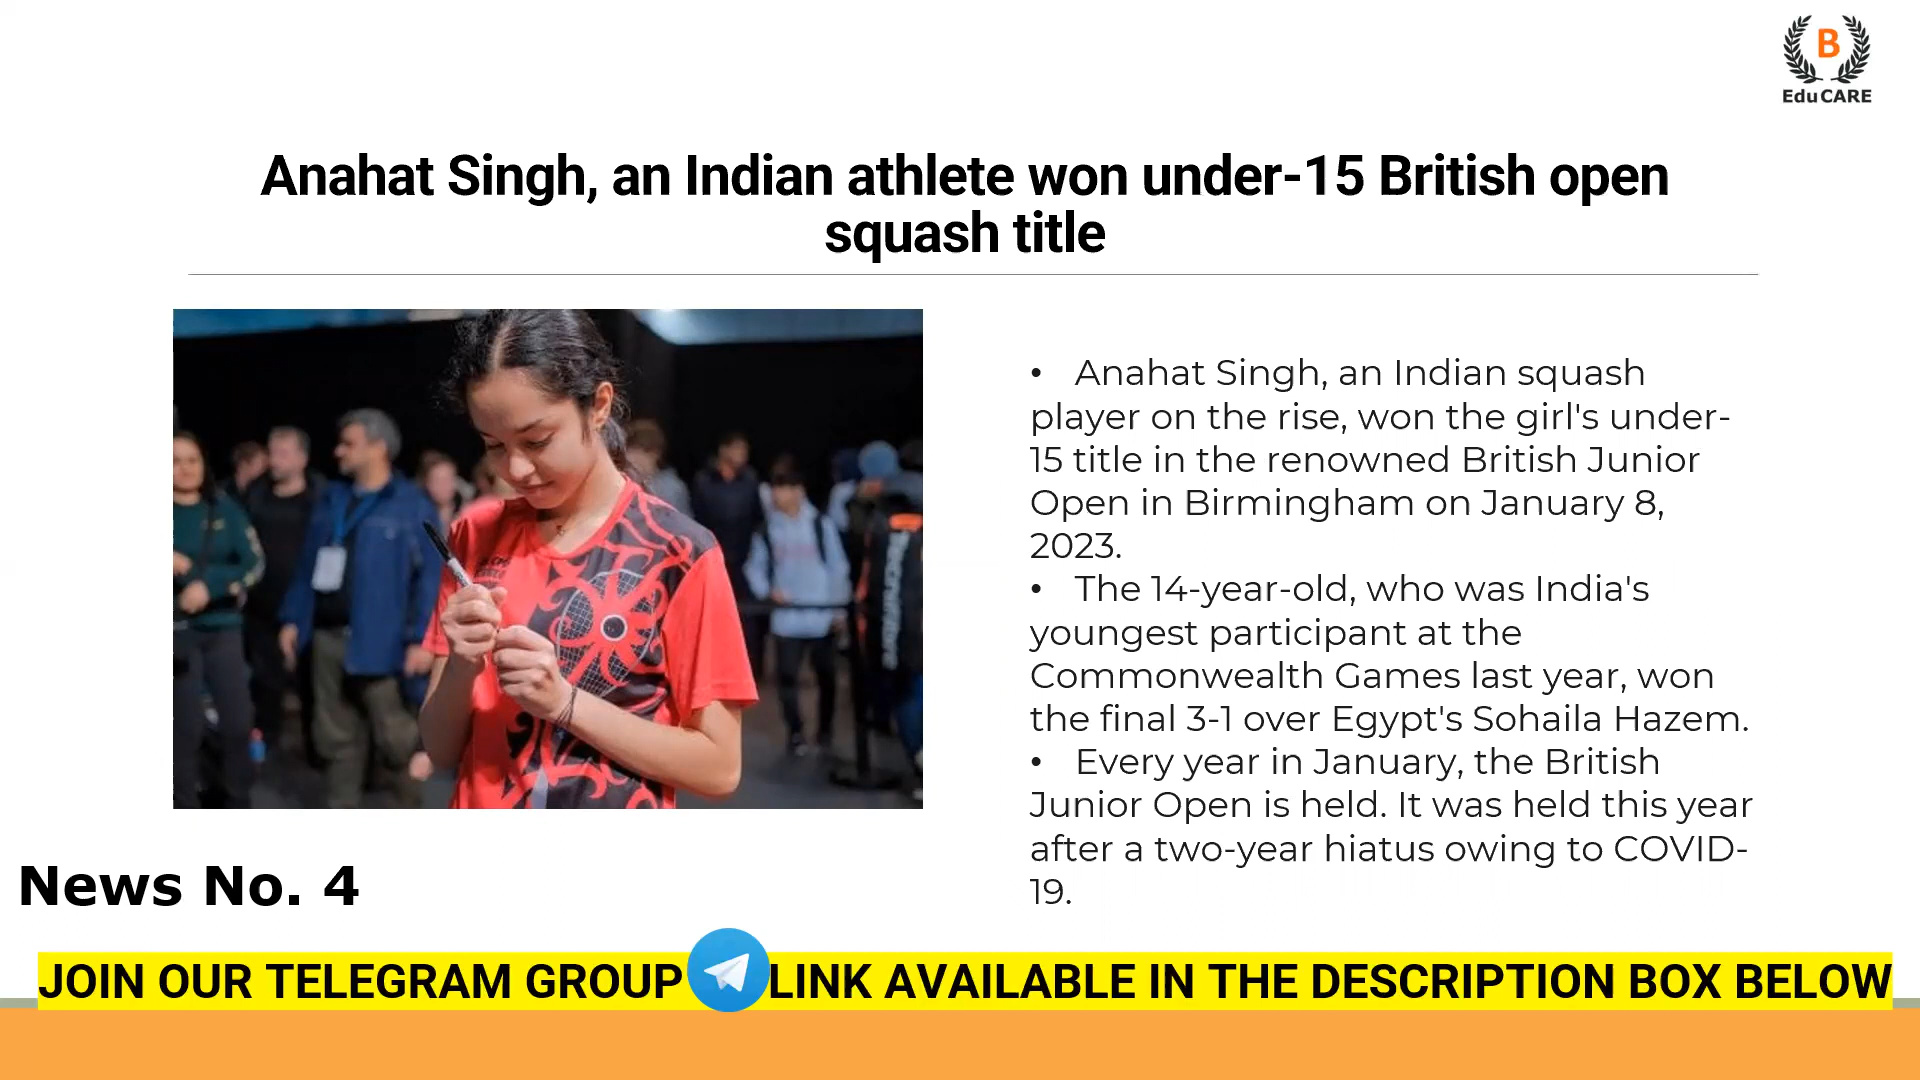 B
EduCARE
Anahat Singh, an Indian athlete won under-15 British open
squash title
• Anahat Singh, an Indian squash
player on the rise, won the girl's under-
15 title in the renowned British Junior
Open in Birmingham on January 8,
2023.
• The 14-year-old, who was India's
youngest participant at the
Commonwealth Games last year, won
the final 3-1 over Egypt's Sohaila Hazem.
• Every year in January, the British
Junior Open is held. It was held this year
after a two-year hiatus owing to COVID-
19.
News No. 4
JOIN OUR TELEGRAM GROUP LINK AVAILABLE IN THE DESCRIPTION BOX BELOW